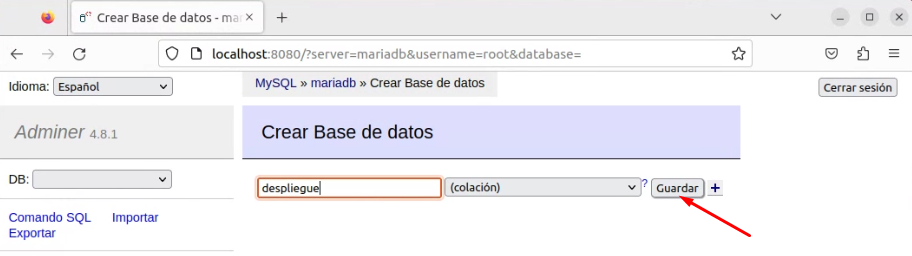 Crear Base de datos - mar
localhost:8080/?server=mariadb&username=root&database=
Idioma: Español
MySQL » mariadb » Crear Base de datos
Cerrar sesión
Adminer 4.8.1
Crear Base de datos
DB:
despliegue (colación) ? Guardar +
Comando SQL Importar
Exportar